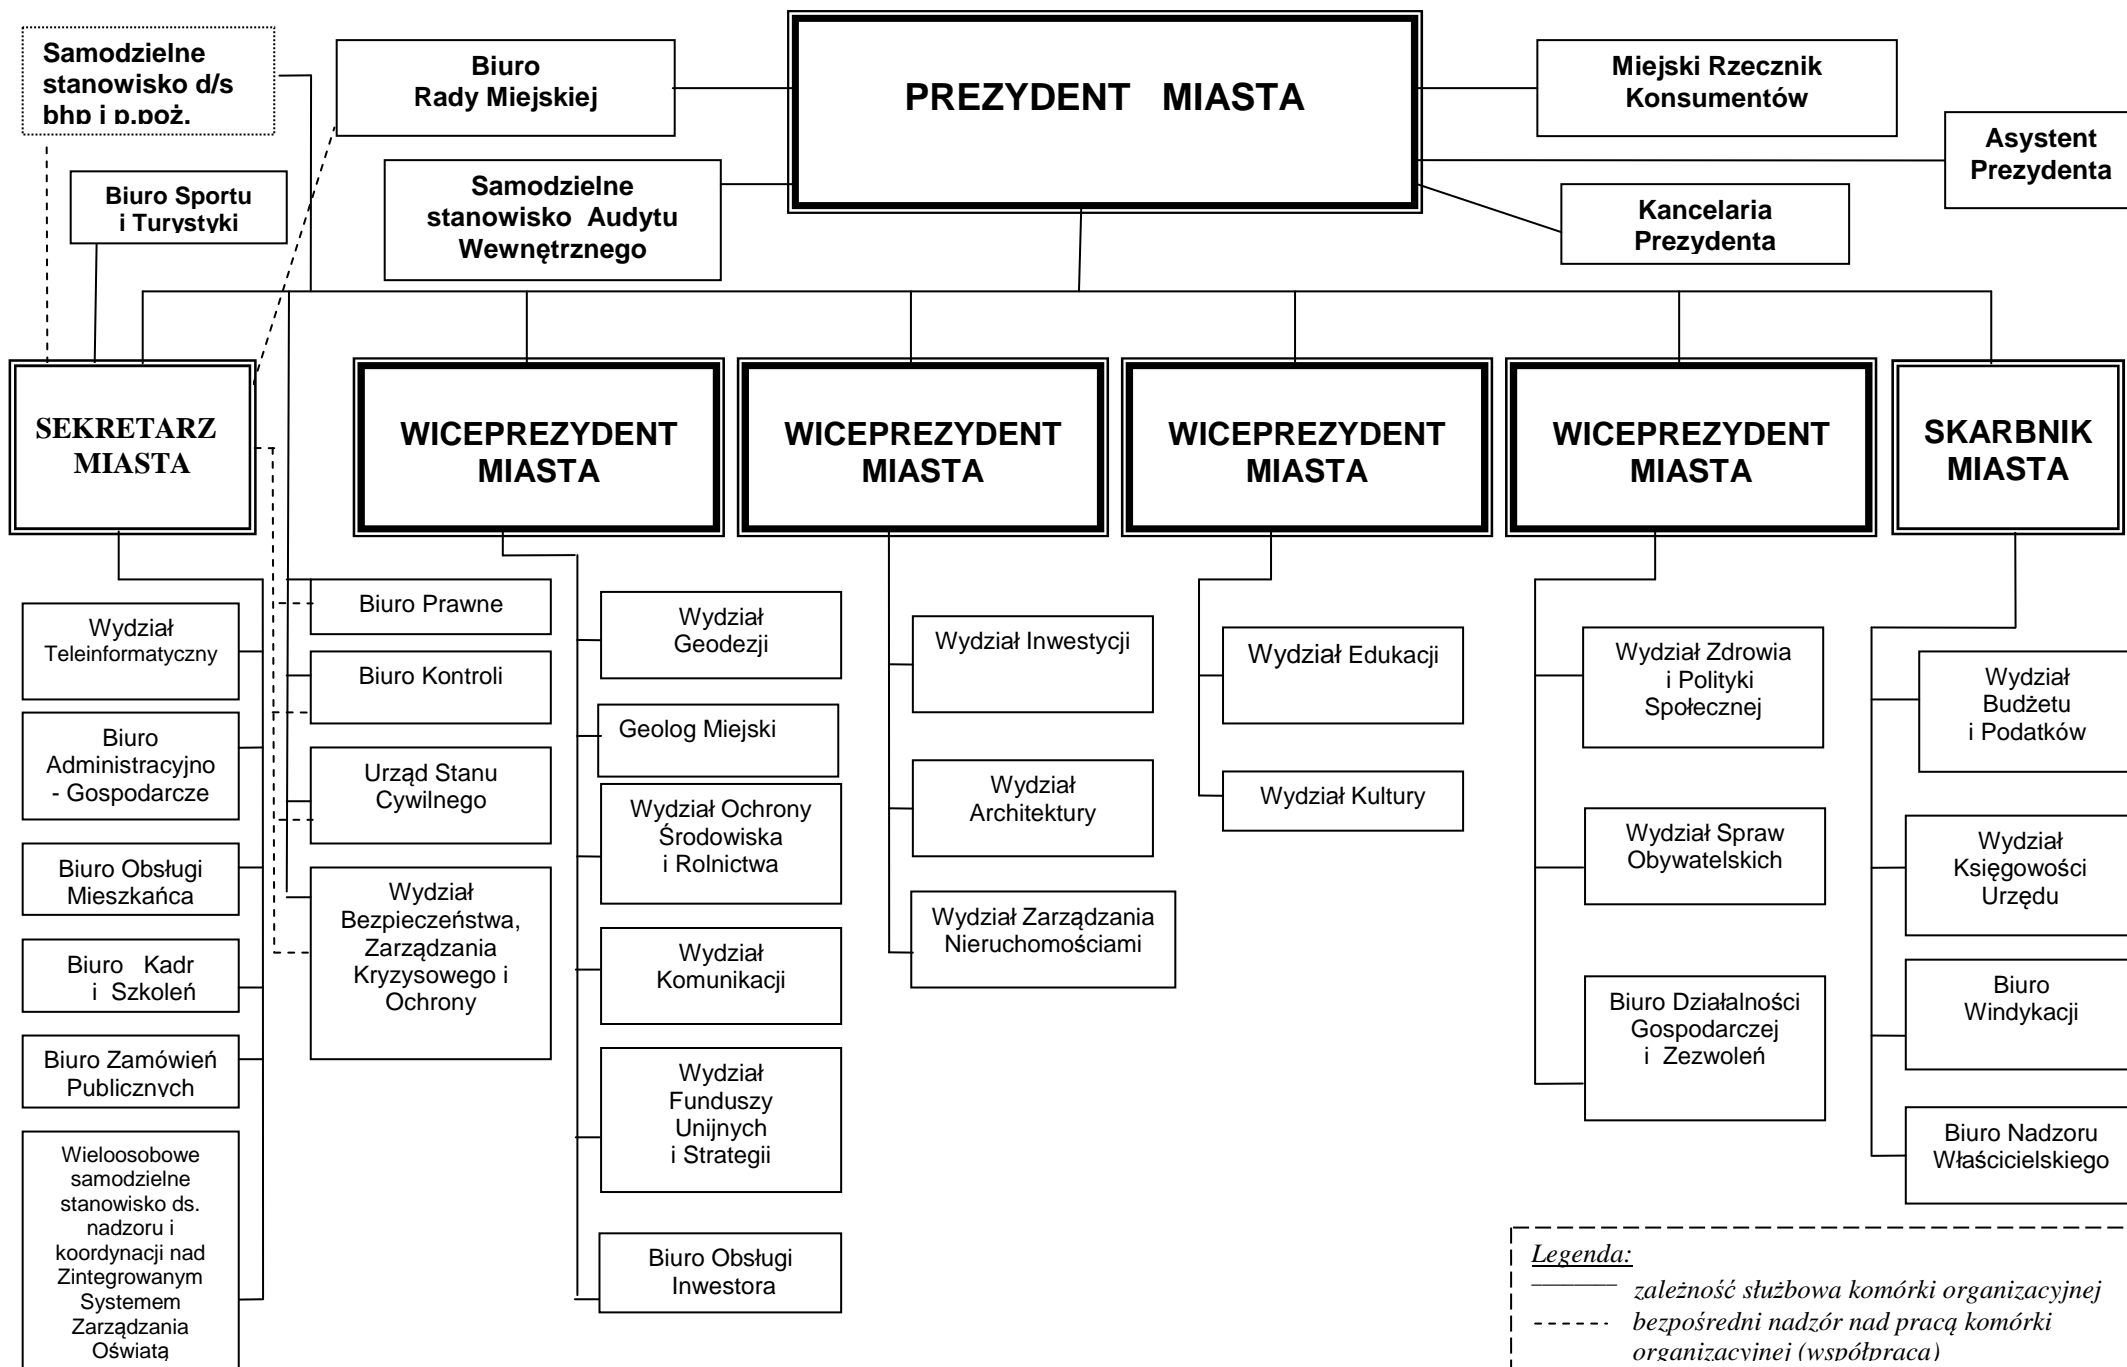 Samodzielne
stanowisko d/s
bhp i p.poż.
Biuro
Rady Miejskiej
PREZYDENT MIASTA
Miejski Rzecznik
Konsumentów
Asystent
Prezydenta
Biuro Sportu
i Turystyki
Samodzielne
stanowisko Audytu
Wewnętrznego
Kancelaria
Prezydenta
SEKRETARZ
MIASTA
WICEPREZYDENT
MIASTA
WICEPREZYDENT
MIASTA
WICEPREZYDENT
MIASTA
WICEPREZYDENT
MIASTA
SKARBNIK
MIASTA
Wydział
Teleinformatyczny
Biuro
Administracyjno
- Gospodarcze
Biuro Obsługi
Mieszkańca
Biuro Kadr
i Szkoleń
Biuro Zamówień
Publicznych
Wieloosobowe
samodzielne
stanowisko ds.
nadzoru i
koordynacji nad
Zintegrowanym
Systemem
Zarządzania
Oświatą
Biuro Prawne
Biuro Kontroli
Urząd Stanu
Cywilnego
Wydział
Bezpieczeństwa,
Zarządzania
Kryzysowego i
Ochrony
Wydział
Geodezji
Geolog Miejski
Wydział Ochrony
Środowiska
i Rolnictwa
Wydział
Komunikacji
Wydział
Funduszy
Unijnych
i Strategii
Biuro Obsługi
Inwestora
Wydział Inwestycji
Wydział
Architektury
Wydział Zarządzania
Nieruchomościami
Wydział Edukacji
Wydział Kultury
Wydział Zdrowia
i Polityki
Społecznej
Wydział Spraw
Obywatelskich
Biuro Działalności
Gospodarczej
i Zezwoleń
Wydział
Budżetu
i Podatków
Wydział
Księgowości
Urzędu
Biuro
Windykacji
Biuro Nadzoru
Właścicielskiego
Legenda:
zależność służbowa komórki organizacyjnej
bezpośredni nadzór nad pracą komórki
organizacyjnej (współpraca)